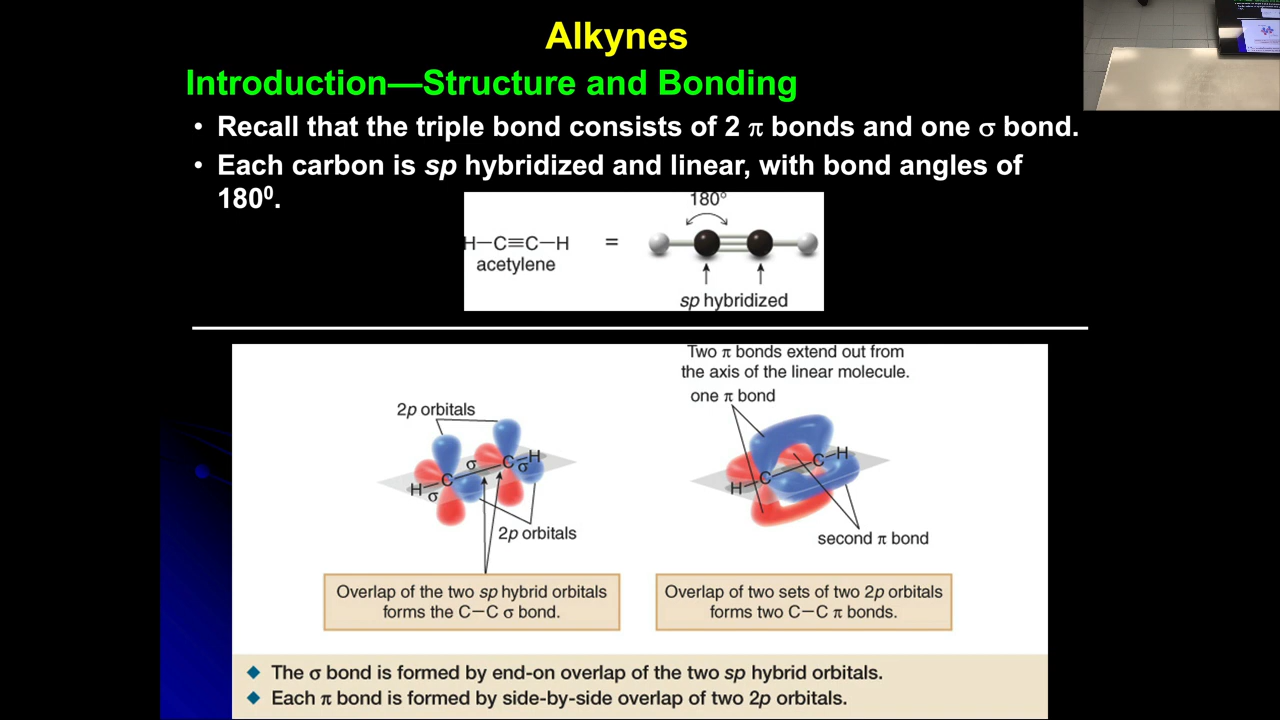 Alkynes
Introduction—Structure and Bonding
• Recall that the triple bond consists of 2 π bonds and one σ bond.
• Each carbon is sp hybridized and linear, with bond angles of
180⁰.
180°
H—C≡C—H
=
acetylene
sp hybridized
Two π bonds extend out from
the axis of the linear molecule.
one π bond
2p orbitals
σ
C
H
σ
C
H
σ
2p orbitals
C
H
C
H
second π bond
Overlap of the two sp hybrid orbitals
forms the C—C σ bond.
Overlap of two sets of two 2p orbitals
forms two C—C π bonds.
◆ The σ bond is formed by end-on overlap of the two sp hybrid orbitals.
◆ Each π bond is formed by side-by-side overlap of two 2p orbitals.